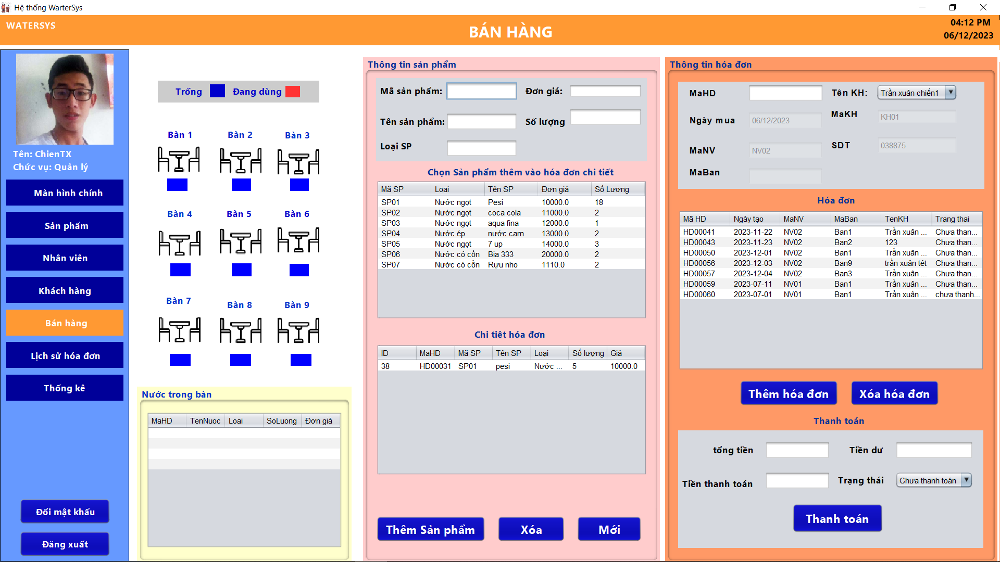 Hệ thống WarterSys
WATERSYS
BÁN HÀNG
04:12 PM
06/12/2023
Tên: ChienTX
Chức vụ: Quản lý
Màn hình chính
Sản phẩm
Nhân viên
Khách hàng
Bán hàng
Lịch sử hóa đơn
Thống kê
Đổi mật khẩu
Đăng xuất
Trống Đang dùng
Bàn 1 Bàn 2 Bàn 3
Bàn 4 Bàn 5 Bàn 6
Bàn 7 Bàn 8 Bàn 9
Nước trong bàn
MaHD TenNuoc Loai SoLuong Đơn giá
Thông tin sản phẩm
Mã sản phẩm: Đơn giá:
Tên sản phẩm: Số lượng
Loại SP
Chọn Sản phẩm thêm vào hóa đơn chi tiết
Mã SP Loai Tên SP Đơn giá Số Lương
SP01 Nước ngọt Pesi 10000.0 18
SP02 Nước ngọt coca cola 11000.0 2
SP03 Nước ngọt aqua fina 12000.0 1
SP04 Nước ép nước cam 13000.0 2
SP05 Nước ngọt 7 up 14000.0 3
SP06 Nước có cồn Bia 333 20000.0 2
SP07 Nước có cồn Rựu nho 1110.0 2
Chi tiêt hóa đơn
ID MaHD Mã SP Tên SP Loại Số lượng Giá
38 HD00031 SP01 pesi Nước ... 5 10000.0
Thêm Sản phẩm Xóa Mới
Thông tin hóa đơn
MaHD Tên KH: Trần xuân chiến1
Ngày mua 06/12/2023 MaKH KH01
MaNV NV02 SDT 038875
MaBan
Hóa đơn
Mã HD Ngày tạo MaNV MaBan TenKH Trang thai
HD00041 2023-11-22 NV02 Ban1 Trần xuân ... Chưa than...
HD00043 2023-11-23 NV02 Ban2 123 Chưa than...
HD00050 2023-12-01 NV02 Ban1 Trần xuân ... Chưa than...
HD00056 2023-12-03 NV02 Ban9 trần xuân tét Chưa than...
HD00057 2023-12-04 NV02 Ban3 Trần xuân ... Chưa than...
HD00059 2023-07-11 NV01 Ban1 Trần xuân ... Chưa than...
HD00060 2023-07-01 NV01 Ban1 Trần xuân ... chưa thanh...
Thêm hóa đơn Xóa hóa đơn
Thanh toán
tổng tiền Tiền dư
Tiền thanh toán Trạng thái Chưa thanh toán
Thanh toán